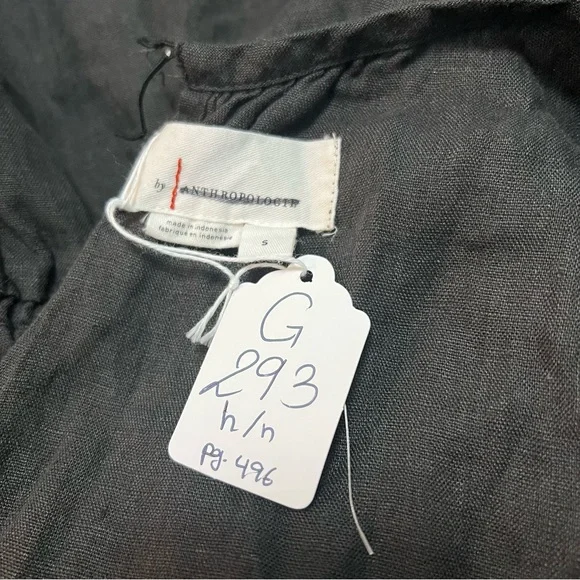 by ANTHROPOLOGIE
made in Indonesia
fabriqué en Indonésie
S
G
293
h/n
pg. 496